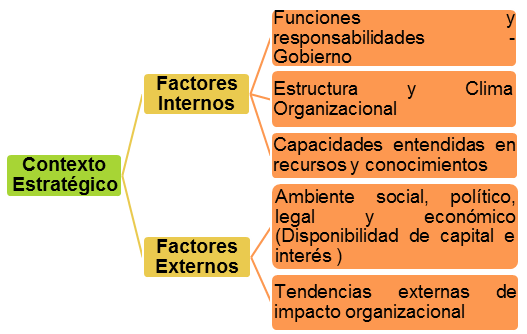 Contexto
Estratégico
Factores
Internos
Funciones y
responsabilidades -
Gobierno
Estructura y Clima
Organizacional
Capacidades entendidas en
recursos y conocimientos
Factores
Externos
Ambiente social, político,
legal y económico
(Disponibilidad de capital e
interés )
Tendencias externas de
impacto organizacional